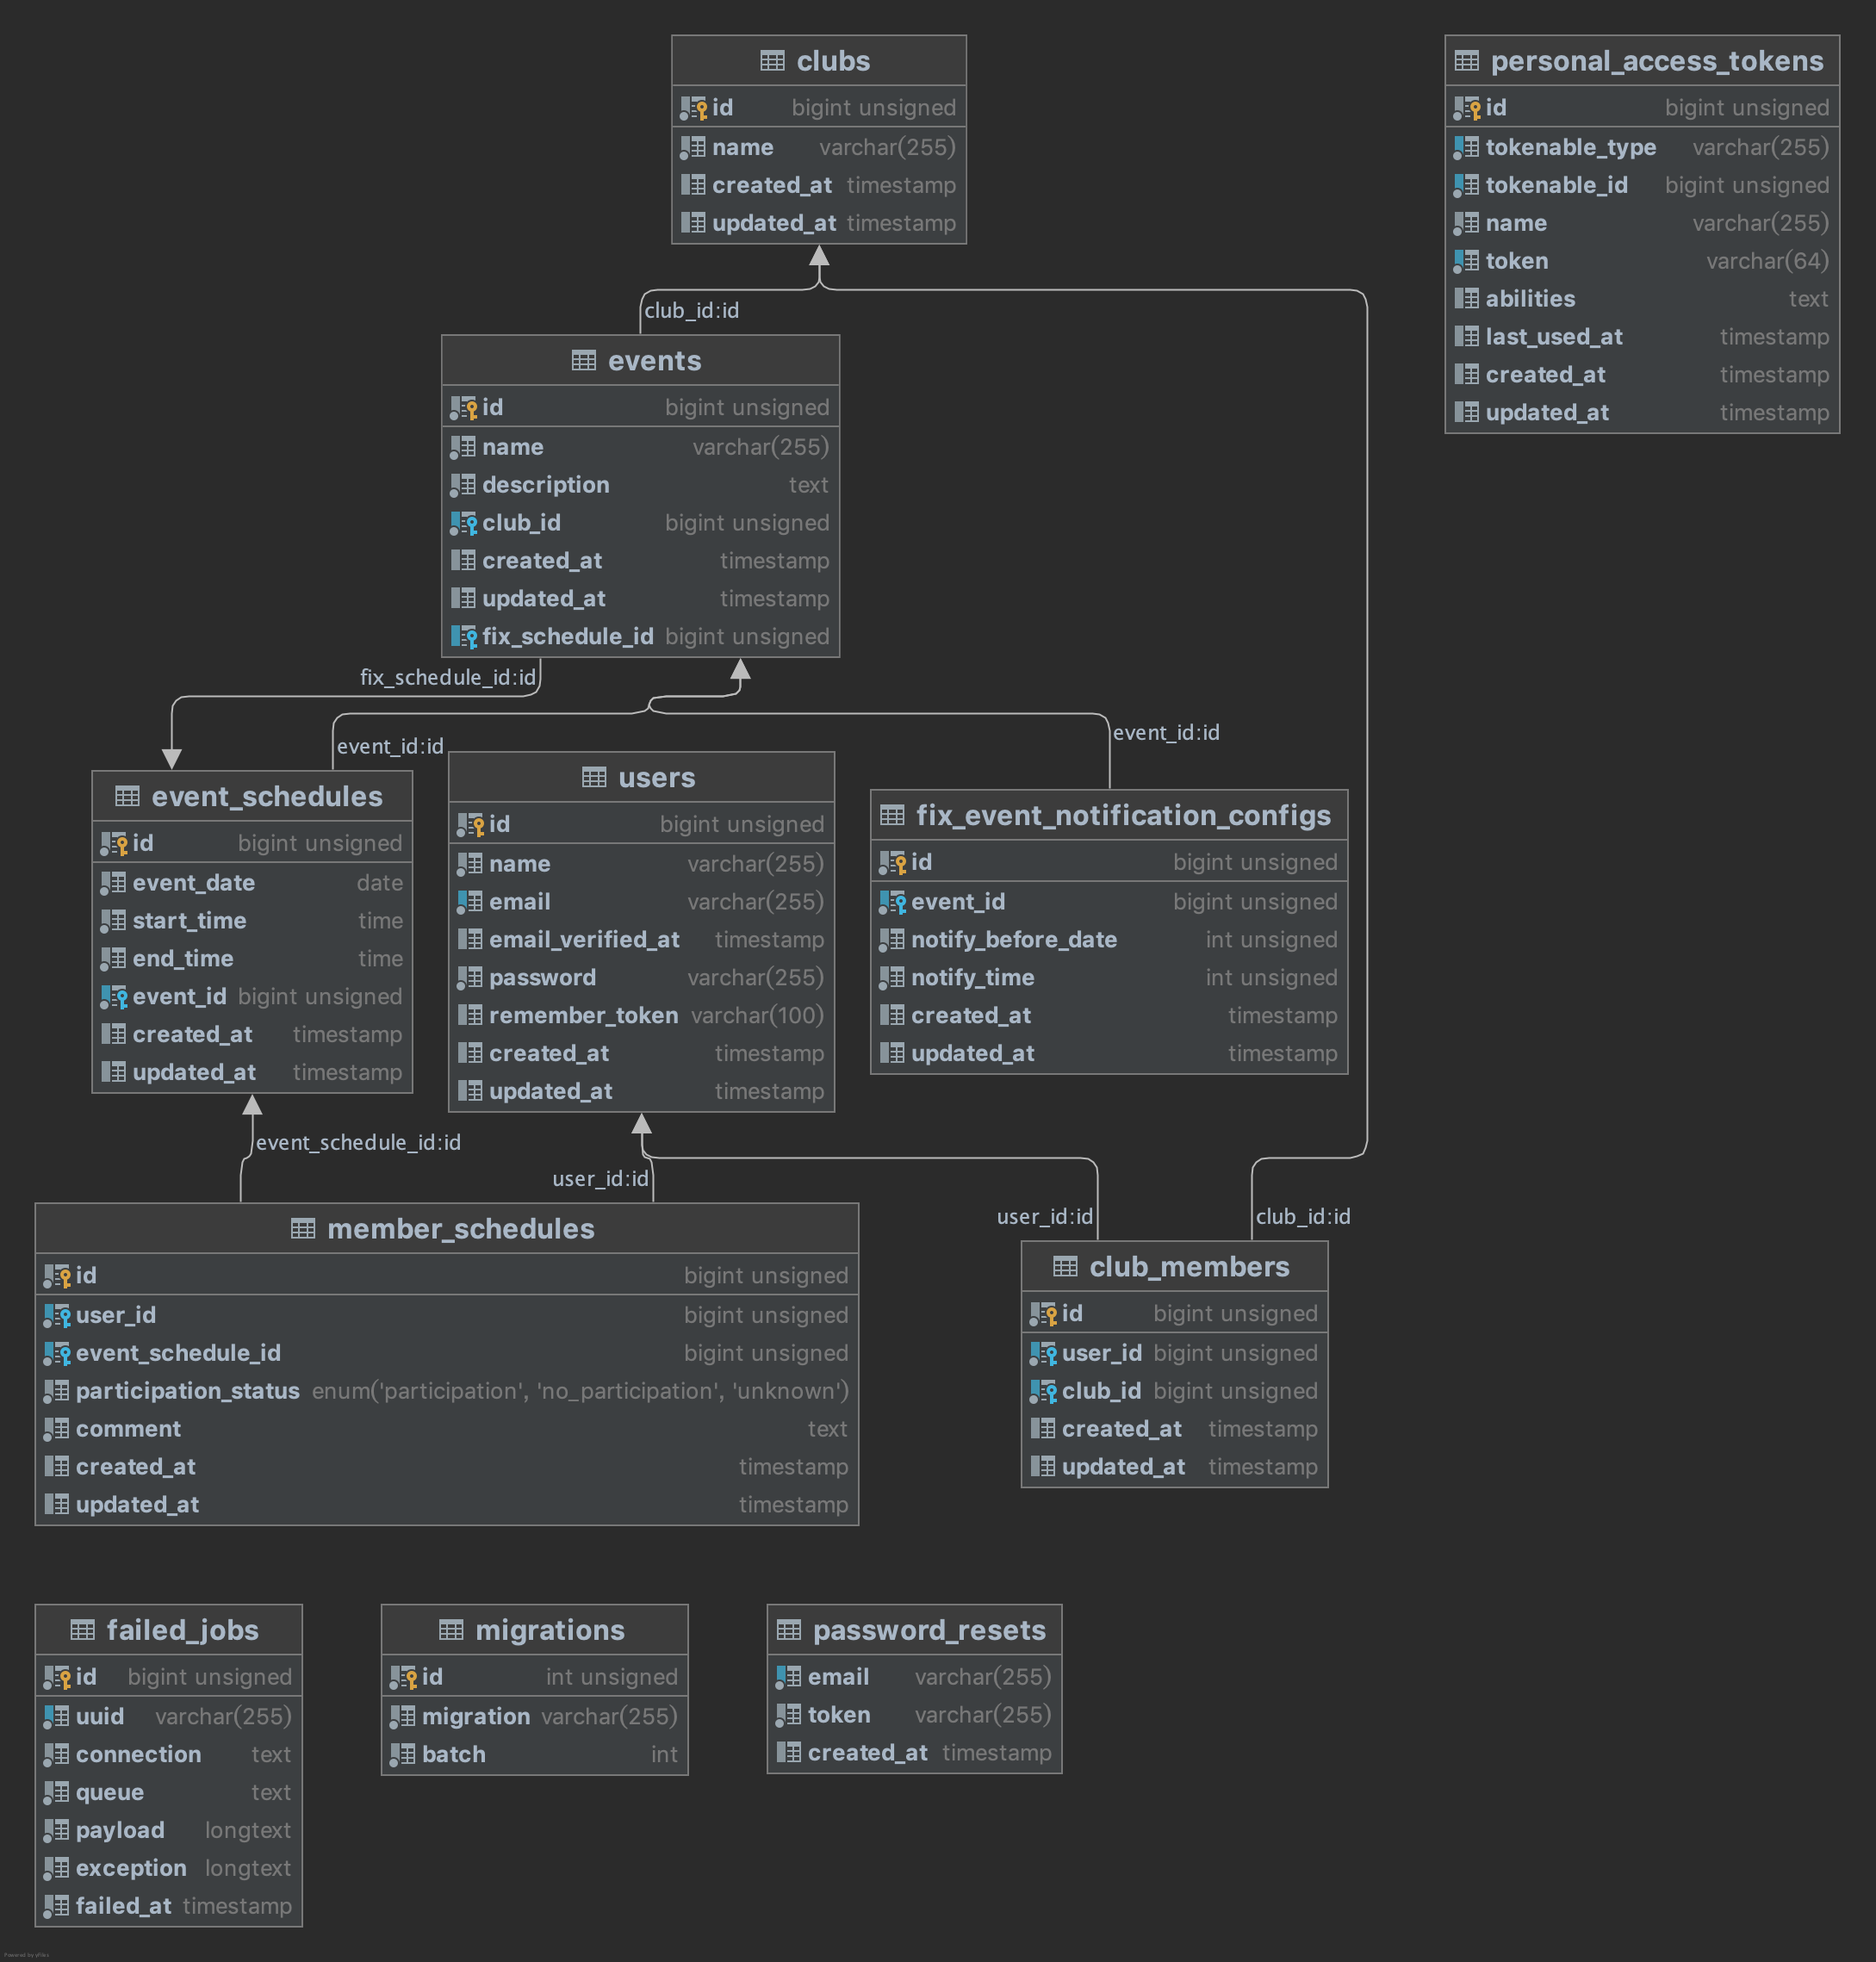 clubs
id bigint unsigned
name varchar(255)
created_at timestamp
updated_at timestamp
personal_access_tokens
id bigint unsigned
tokenable_type varchar(255)
tokenable_id bigint unsigned
name varchar(255)
token varchar(64)
abilities text
last_used_at timestamp
created_at timestamp
updated_at timestamp
club_id:id
events
id bigint unsigned
name varchar(255)
description text
club_id bigint unsigned
created_at timestamp
updated_at timestamp
fix_schedule_id bigint unsigned
fix_schedule_id:id
event_id:id
event_id:id
event_schedules
id bigint unsigned
event_date date
start_time time
end_time time
event_id bigint unsigned
created_at timestamp
updated_at timestamp
users
id bigint unsigned
name varchar(255)
email varchar(255)
email_verified_at timestamp
password varchar(255)
remember_token varchar(100)
created_at timestamp
updated_at timestamp
fix_event_notification_configs
id bigint unsigned
event_id bigint unsigned
notify_before_date int unsigned
notify_time int unsigned
created_at timestamp
updated_at timestamp
event_schedule_id:id
user_id:id
user_id:id
club_id:id
member_schedules
id bigint unsigned
user_id bigint unsigned
event_schedule_id bigint unsigned
participation_status enum('participation', 'no_participation', 'unknown')
comment text
created_at timestamp
updated_at timestamp
club_members
id bigint unsigned
user_id bigint unsigned
club_id bigint unsigned
created_at timestamp
updated_at timestamp
failed_jobs
id bigint unsigned
uuid varchar(255)
connection text
queue text
payload longtext
exception longtext
failed_at timestamp
migrations
id int unsigned
migration varchar(255)
batch int
password_resets
email varchar(255)
token varchar(255)
created_at timestamp
Powered by yFiles